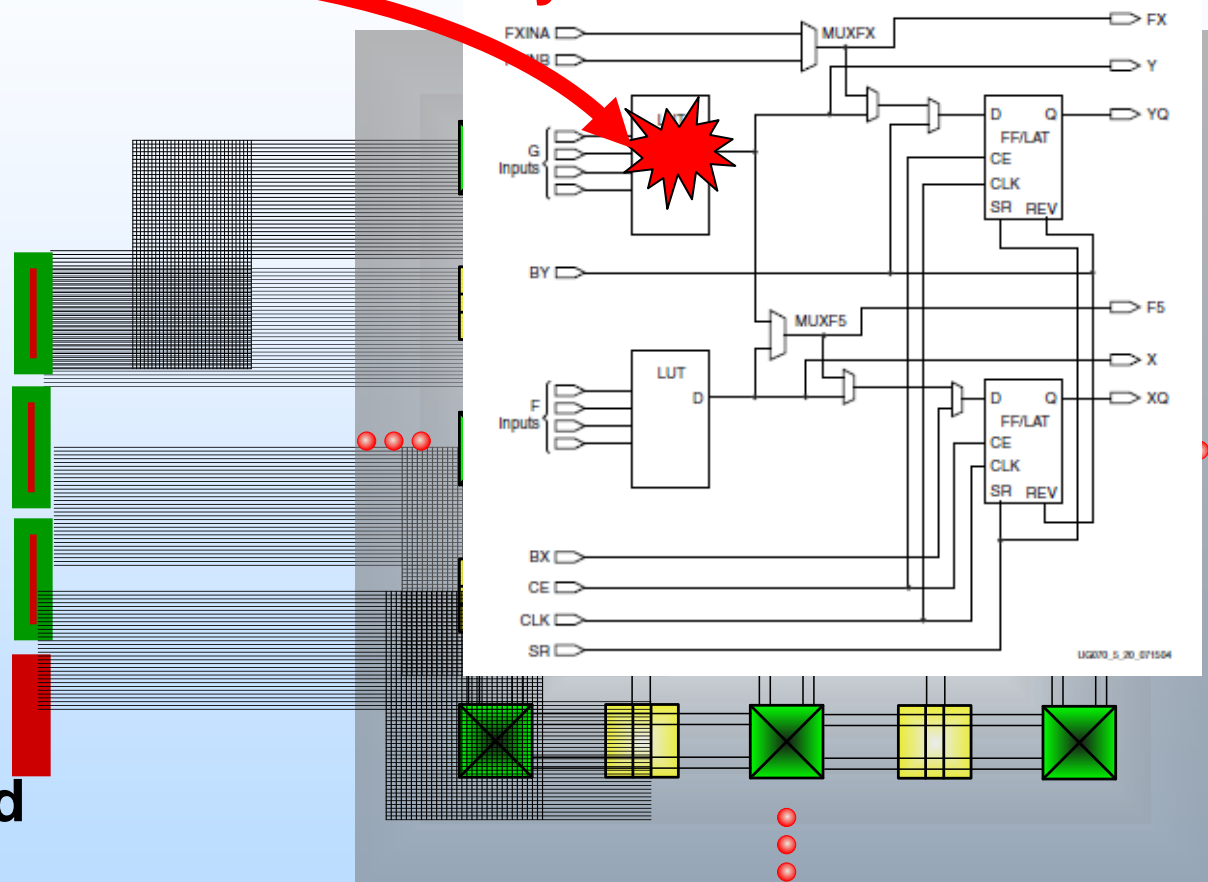 FXINA
MUXFX
FX
Y
YQ
G
Inputs
D
Q
FF/LAT
CE
CLK
SR
REV
BY
MUXF5
F5
X
XQ
LUT
D
F
Inputs
D
Q
FF/LAT
CE
CLK
SR
REV
BX
CE
CLK
SR
UG070_5_20_071504
d